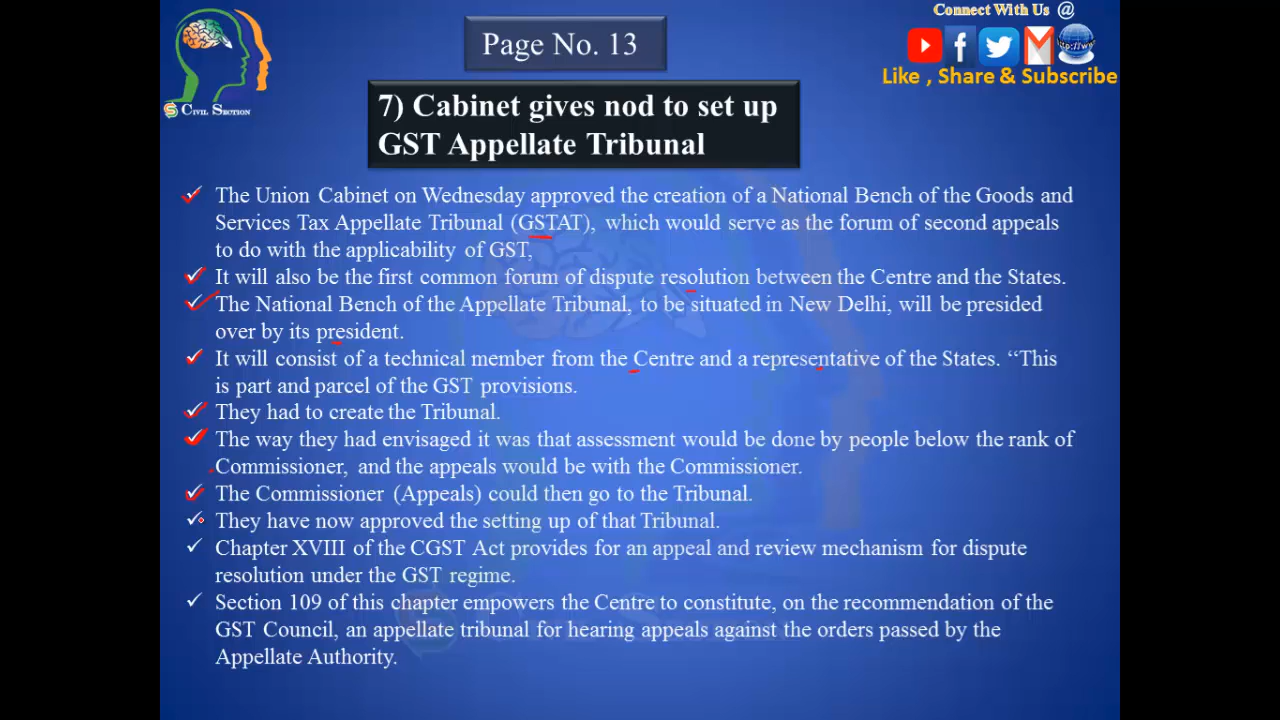 Connect With Us @
Page No. 13
http://ww
Like , Share & Subscribe
S CIVIL SECTION
7) Cabinet gives nod to set up
GST Appellate Tribunal
✓ The Union Cabinet on Wednesday approved the creation of a National Bench of the Goods and
Services Tax Appellate Tribunal (GSTAT), which would serve as the forum of second appeals
to do with the applicability of GST,
✓ It will also be the first common forum of dispute resolution between the Centre and the States.
✓ The National Bench of the Appellate Tribunal, to be situated in New Delhi, will be presided
over by its president.
✓ It will consist of a technical member from the Centre and a representative of the States. “This
is part and parcel of the GST provisions.
✓ They had to create the Tribunal.
✓ The way they had envisaged it was that assessment would be done by people below the rank of
Commissioner, and the appeals would be with the Commissioner.
✓ The Commissioner (Appeals) could then go to the Tribunal.
✓ They have now approved the setting up of that Tribunal.
✓ Chapter XVIII of the CGST Act provides for an appeal and review mechanism for dispute
resolution under the GST regime.
✓ Section 109 of this chapter empowers the Centre to constitute, on the recommendation of the
GST Council, an appellate tribunal for hearing appeals against the orders passed by the
Appellate Authority.